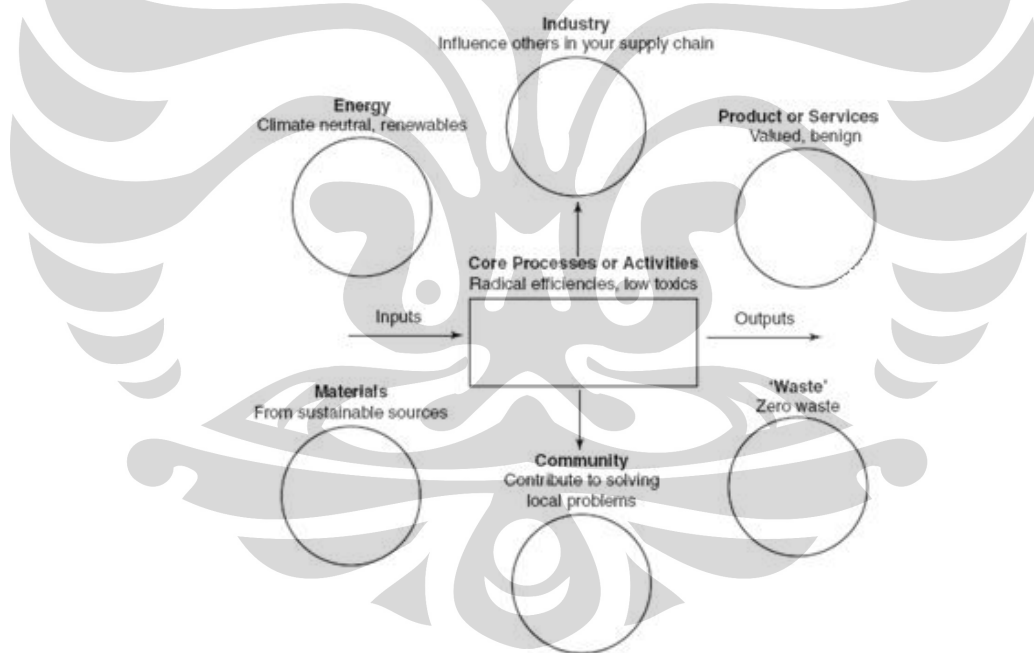 Industry
Influence others in your supply chain
Energy
Climate neutral, renewables
Product or Services
Valued, benign
Core Processes or Activities
Radical efficiencies, low toxics
Inputs
Outputs
Materials
From sustainable sources
'Waste'
Zero waste
Community
Contribute to solving
local problems